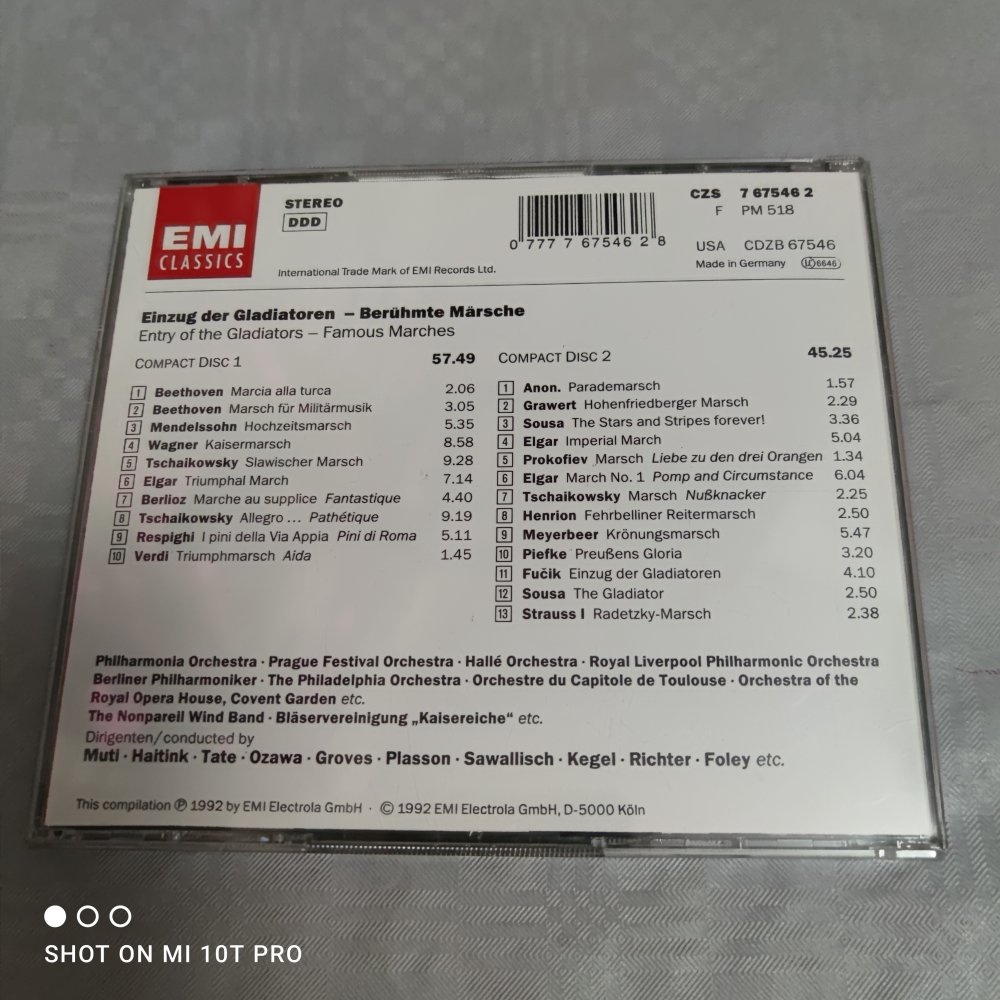 EMI
CLASSICS
STEREO
DDD
International Trade Mark of EMI Records Ltd.
0 777 7 67546 2 8
CZS 7 67546 2
F PM 518
USA CDZB 67546
Made in Germany LC 6646
Einzug der Gladiatoren – Berühmte Märsche
Entry of the Gladiators – Famous Marches
COMPACT DISC 1 57.49
1 Beethoven Marcia alla turca 2.06
2 Beethoven Marsch für Militärmusik 3.05
3 Mendelssohn Hochzeitsmarsch 5.35
4 Wagner Kaisermarsch 8.58
5 Tschaikowsky Slawischer Marsch 9.28
6 Elgar Triumphal March 7.14
7 Berlioz Marche au supplice Fantastique 4.40
8 Tschaikowsky Allegro ... Pathétique 9.19
9 Respighi I pini della Via Appia Pini di Roma 5.11
10 Verdi Triumphmarsch Aida 1.45
COMPACT DISC 2 45.25
1 Anon. Parademarsch 1.57
2 Grawert Hohenfriedberger Marsch 2.29
3 Sousa The Stars and Stripes forever! 3.36
4 Elgar Imperial March 5.04
5 Prokofiev Marsch Liebe zu den drei Orangen 1.34
6 Elgar March No. 1 Pomp and Circumstance 6.04
7 Tschaikowsky Marsch Nußknacker 2.25
8 Henrion Fehrbelliner Reitermarsch 2.50
9 Meyerbeer Krönungsmarsch 5.47
10 Piefke Preußens Gloria 3.20
11 Fučik Einzug der Gladiatoren 4.10
12 Sousa The Gladiator 2.50
13 Strauss I Radetzky-Marsch 2.38
Philharmonia Orchestra · Prague Festival Orchestra · Hallé Orchestra · Royal Liverpool Philharmonic Orchestra
Berliner Philharmoniker · The Philadelphia Orchestra · Orchestre du Capitole de Toulouse · Orchestra of the
Royal Opera House, Covent Garden etc.
The Nonpareil Wind Band · Bläservereinigung „Kaisereiche“ etc.
Dirigenten/conducted by
Muti · Haitink · Tate · Ozawa · Groves · Plasson · Sawallisch · Kegel · Richter · Foley etc.
This compilation ℗ 1992 by EMI Electrola GmbH · © 1992 EMI Electrola GmbH, D-5000 Köln
SHOT ON MI 10T PRO